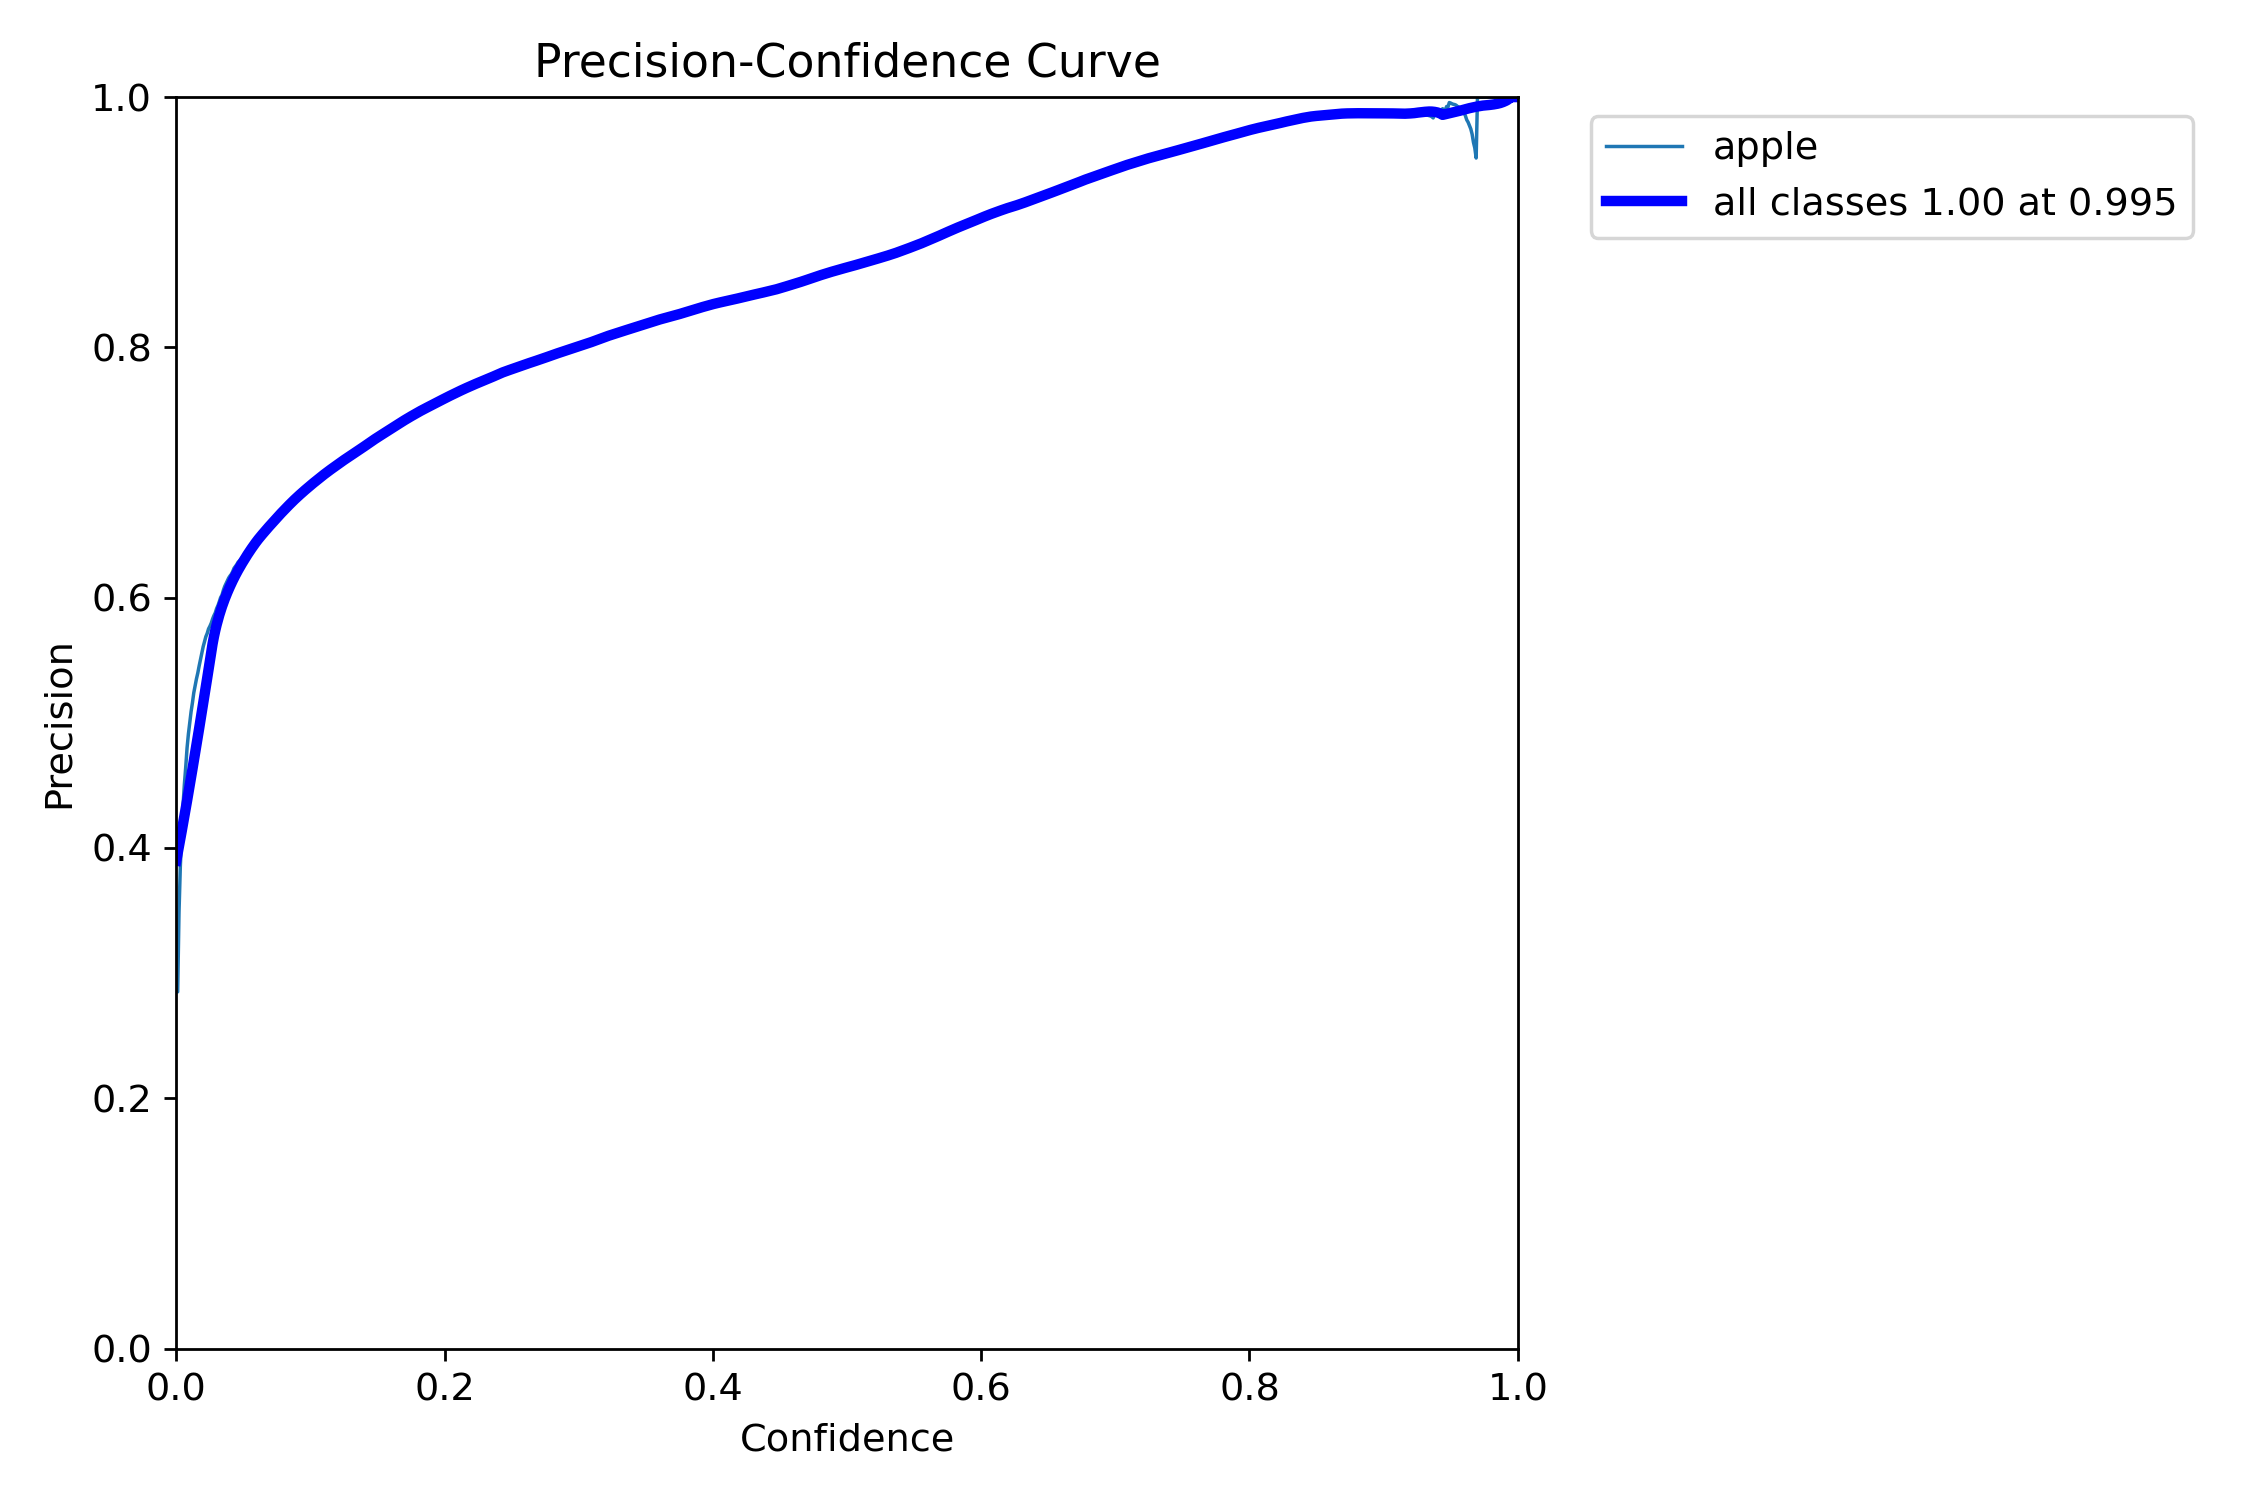 Precision-Confidence Curve
1.0
0.8
0.6
0.4
0.2
0.0
Precision
0.0 0.2 0.4 0.6 0.8 1.0
Confidence
apple
all classes 1.00 at 0.995